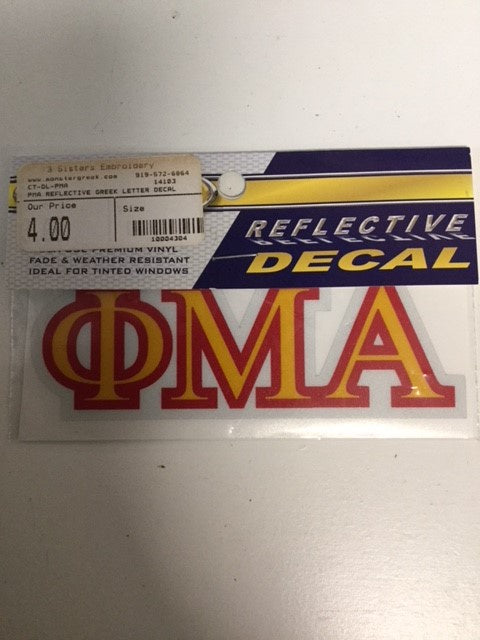 3 Sisters Embroidery
www.monstergreek.com 919-572-6864
CT-DL-PMA 14103
PMA REFLECTIVE GREEK LETTER DECAL
Our Price
4.00
Size
10004304
PREMIUM VINYL
FADE & WEATHER RESISTANT
IDEAL FOR TINTED WINDOWS
REFLECTIVE
DECAL
ΦΜΑ